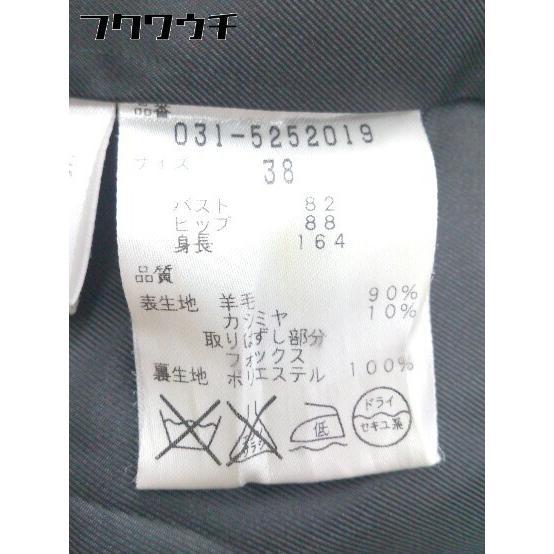 フクワウチ
品番
031-5252019
サイズ 38
バスト 82
ヒップ 88
身長 164
品質
表生地 羊毛 90%
カシミヤ 10%
取りはずし部分
フォックス
裏生地 ポリエステル 100%
低
ドライ
セキユ系